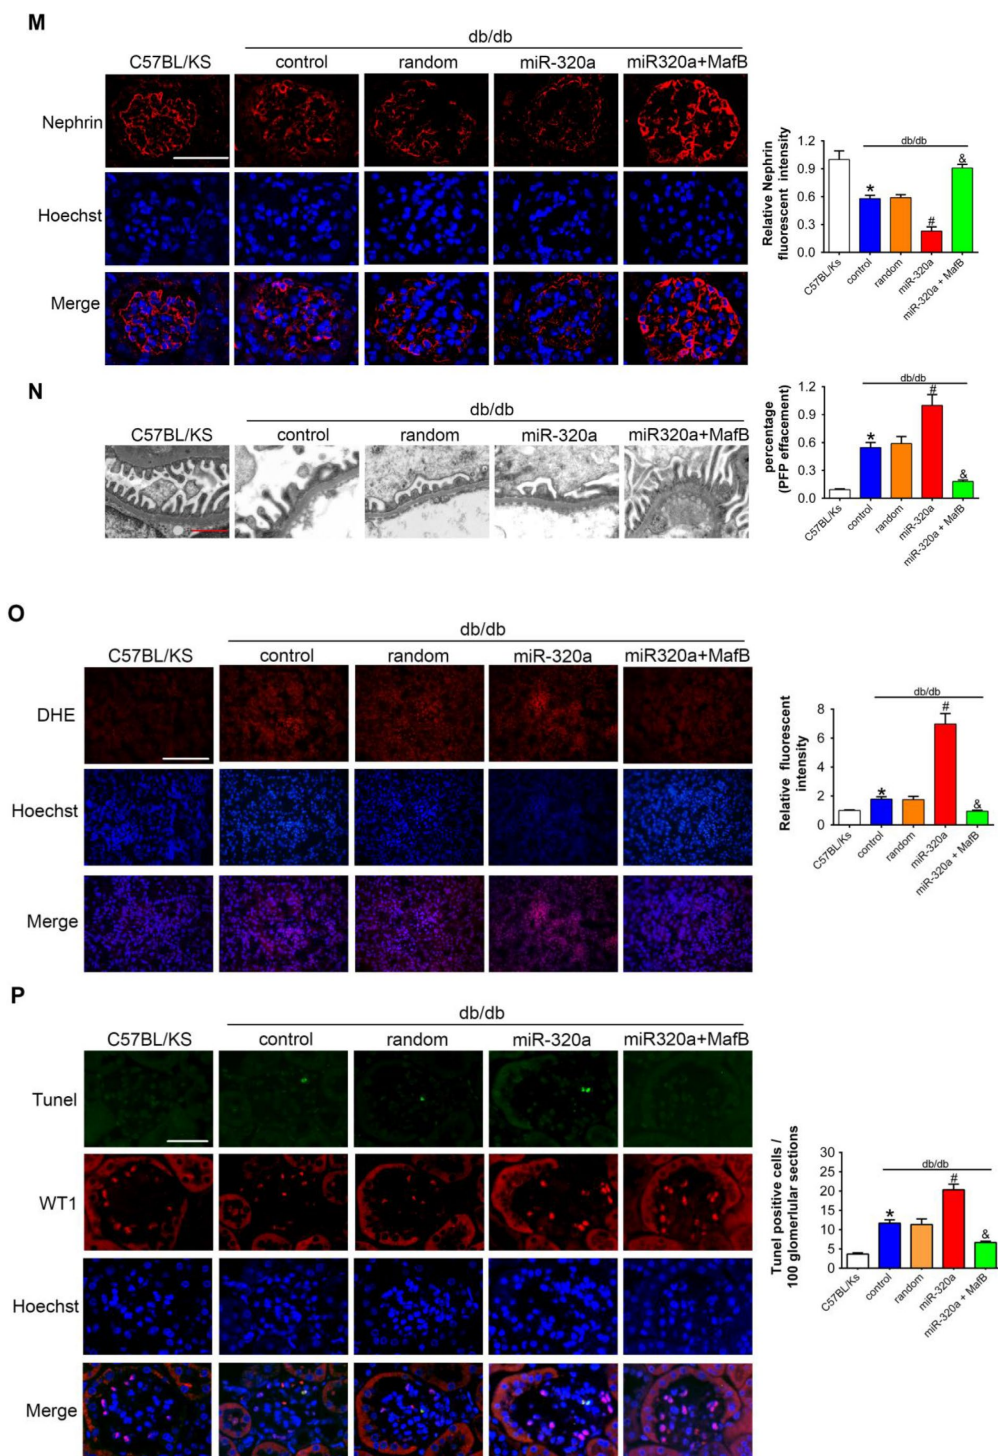 M
db/db
C57BL/KS control random miR-320a miR320a+MafB
Nephrin
Hoechst
Merge
Relative Nephrin
fluorescent intensity
1.2
0.9
0.6
0.3
0.0
db/db
*
#
&
C57BL/Ks
control
random
miR-320a
miR-320a + MafB
N
db/db
C57BL/KS control random miR-320a miR320a+MafB
percentage
(PFP effacement)
1.2
0.9
0.6
0.3
0.0
db/db
*
#
&
C57BL/Ks
control
random
miR-320a
miR-320a + MafB
O
db/db
C57BL/KS control random miR-320a miR320a+MafB
DHE
Hoechst
Merge
Relative fluorescent
intensity
8
6
4
2
0
db/db
*
#
&
C57BL/Ks
control
random
miR-320a
miR-320a + MafB
P
db/db
C57BL/KS control random miR-320a miR320a+MafB
Tunel
WT1
Hoechst
Merge
Tunel positive cells /
100 glomerlular sections
30
25
20
15
10
5
0
db/db
*
#
&
C57BL/Ks
control
random
miR-320a
miR-320a + MafB